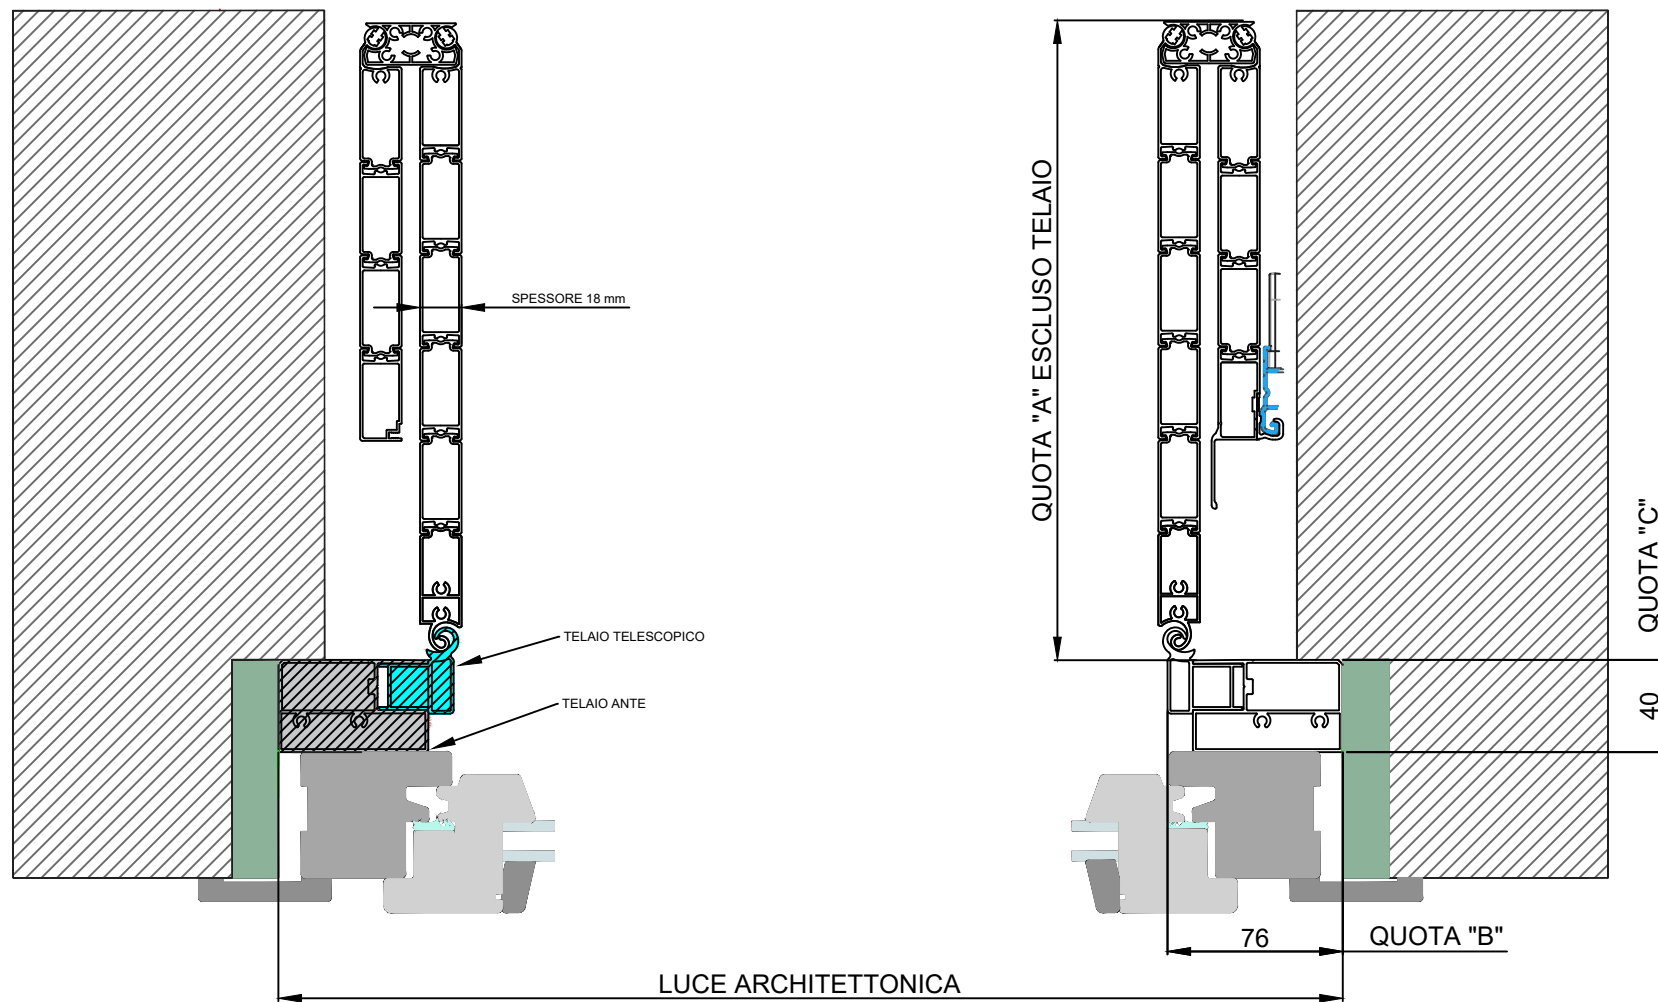 QUOTA "A" ESCLUSO TELAIO
SPESSORE 18 mm
QUOTA "C"
TELAIO TELESCOPICO
TELAIO ANTE
40
76
QUOTA "B"
LUCE ARCHITETTONICA